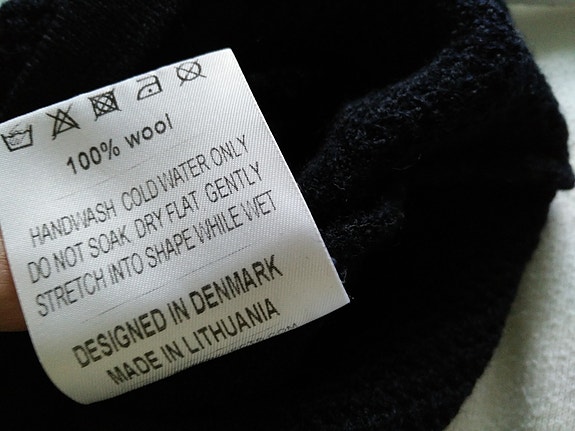 100% wool
HANDWASH COLD WATER ONLY
DO NOT SOAK DRY FLAT GENTLY
STRETCH INTO SHAPE WHILE WET
DESIGNED IN DENMARK
MADE IN LITHUANIA